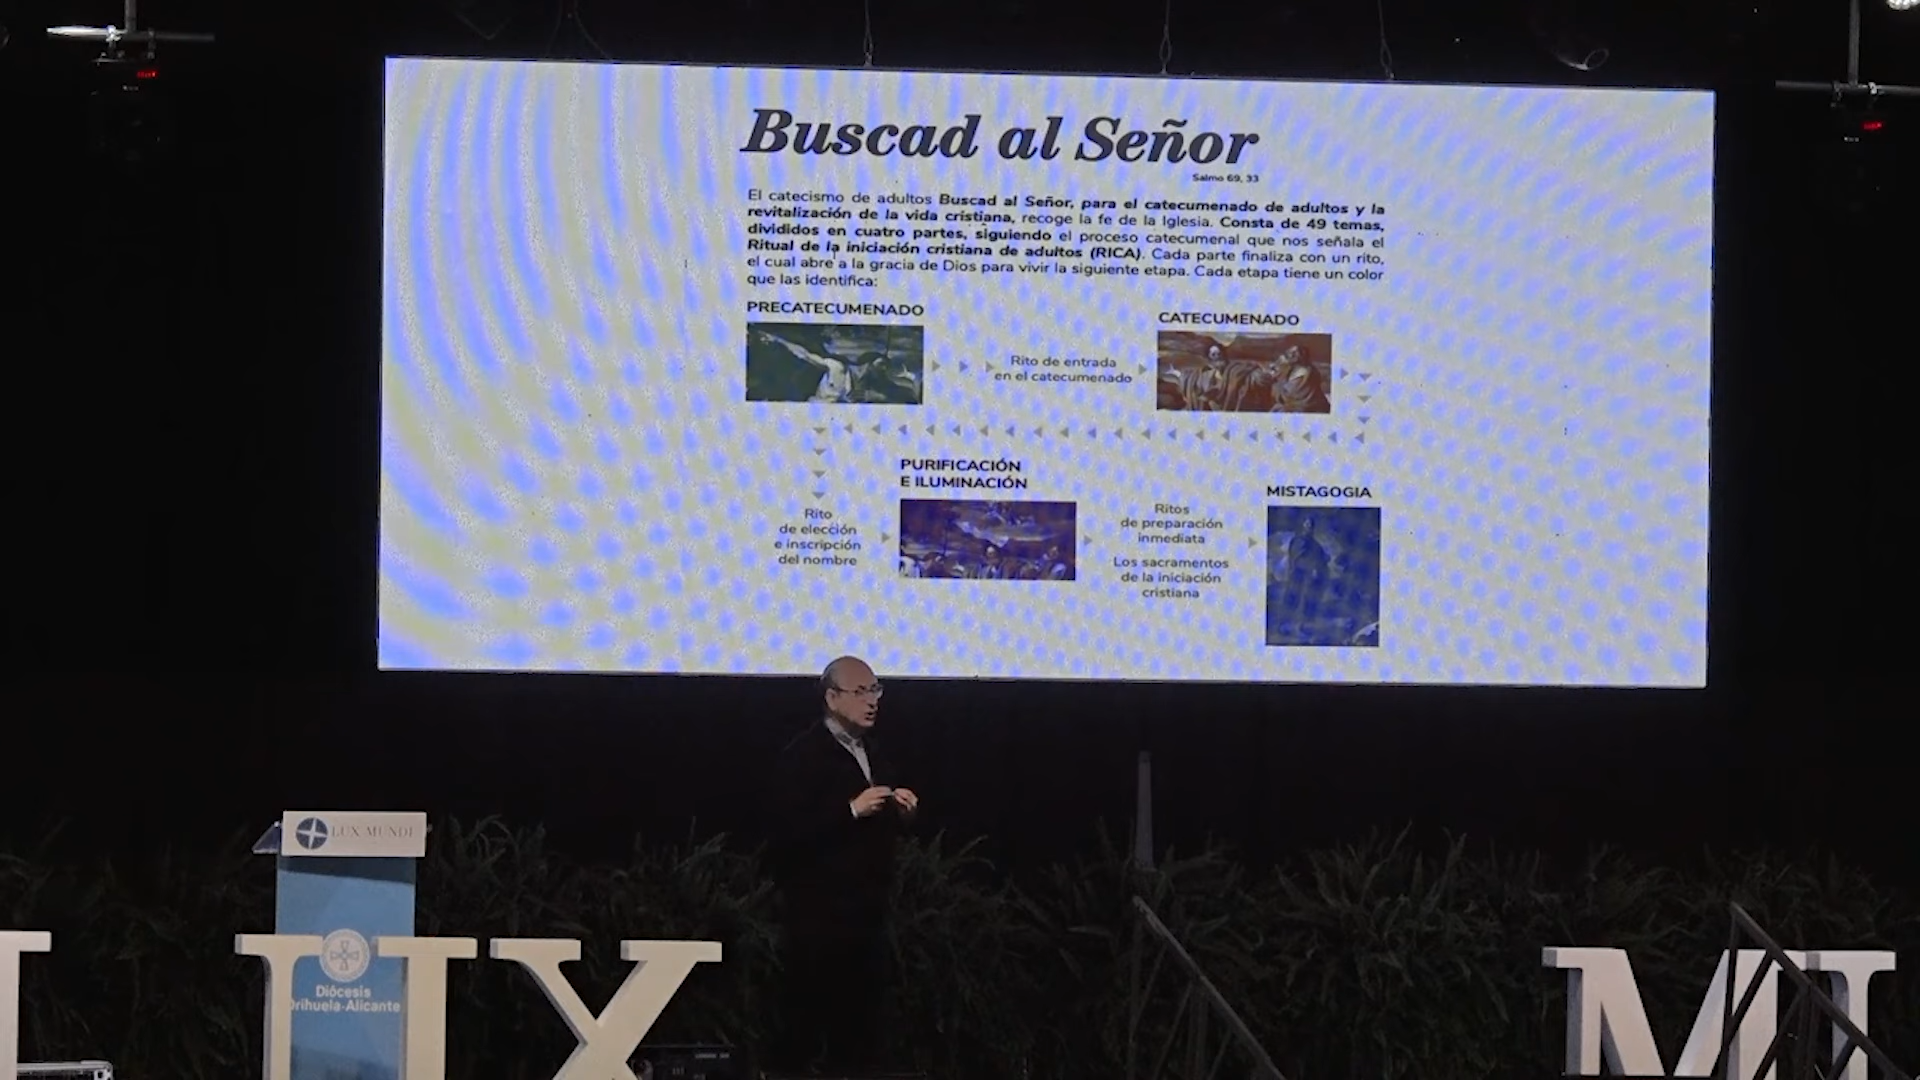 Buscad al Señor
Salmo 69, 33
El catecismo de adultos Buscad al Señor, para el catecumenado de adultos y la
revitalización de la vida cristiana, recoge la fe de la Iglesia. Consta de 49 temas,
divididos en cuatro partes, siguiendo el proceso catecumenal que nos señala el
Ritual de la iniciación cristiana de adultos (RICA). Cada parte finaliza con un rito,
el cual abre a la gracia de Dios para vivir la siguiente etapa. Cada etapa tiene un color
que las identifica:
PRECATECUMENADO
Rito de entrada
en el catecumenado
CATECUMENADO
Rito
de elección
e inscripción
del nombre
PURIFICACIÓN
E ILUMINACIÓN
Ritos
de preparación
inmediata
Los sacramentos
de la iniciación
cristiana
MISTAGOGIA
LUX MUNDI
Diócesis
Orihuela-Alicante
LUX MU